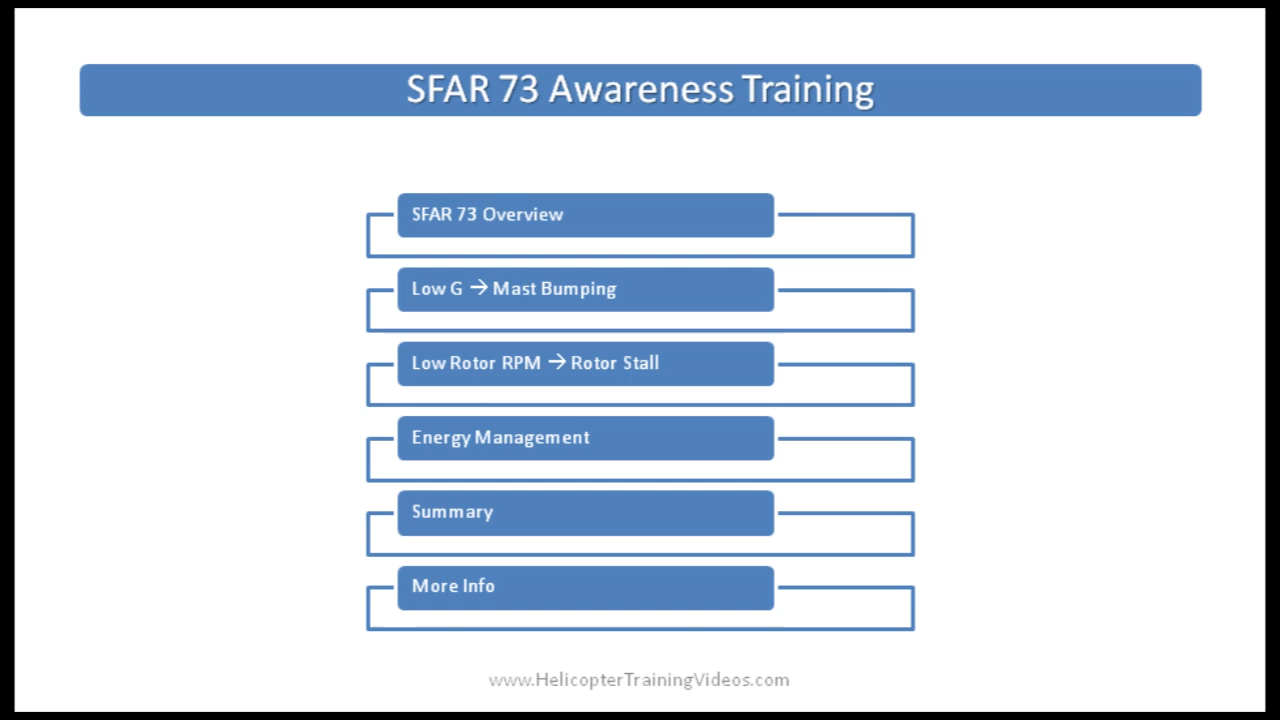 SFAR 73 Awareness Training
SFAR 73 Overview
Low G → Mast Bumping
Low Rotor RPM → Rotor Stall
Energy Management
Summary
More Info
www.HelicopterTrainingVideos.com